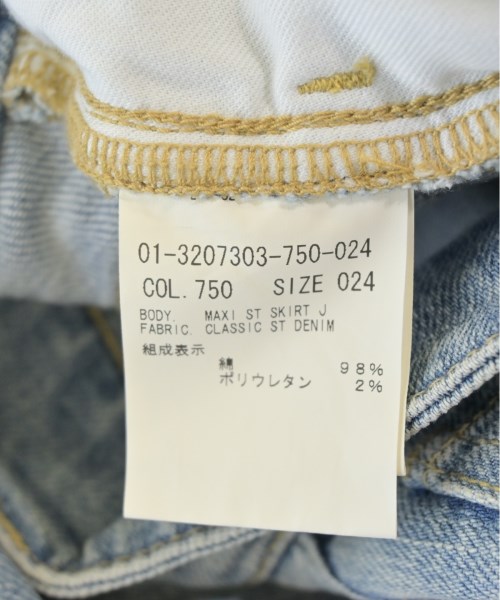 01-3207303-750-024
COL. 750 SIZE 024
BODY. MAXI ST SKIRT J
FABRIC. CLASSIC ST DENIM
組成表示
綿 98%
ポリウレタン 2%